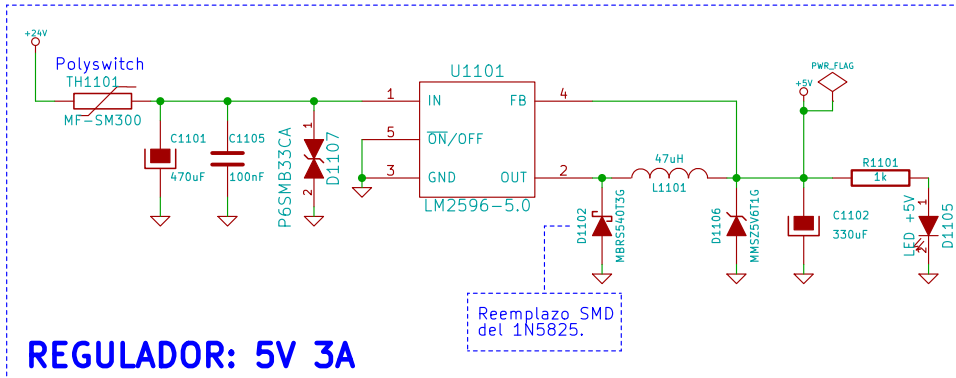 +24V
Polyswitch
TH1101
MF-SM300
C1101
470uF
C1105
100nF
1
2
P6SMB33CA
D1107
U1101
1
IN
FB
4
5
ON/OFF
3
GND
OUT
2
LM2596-5.0
D1102
MBRS540T3G
47uH
L1101
D1106
MMSZ5V6T1G
+5V
PWR_FLAG
C1102
330uF
R1101
1k
LED +5V
1
2
D1105
Reemplazo SMD
del 1N5825.
REGULADOR: 5V 3A